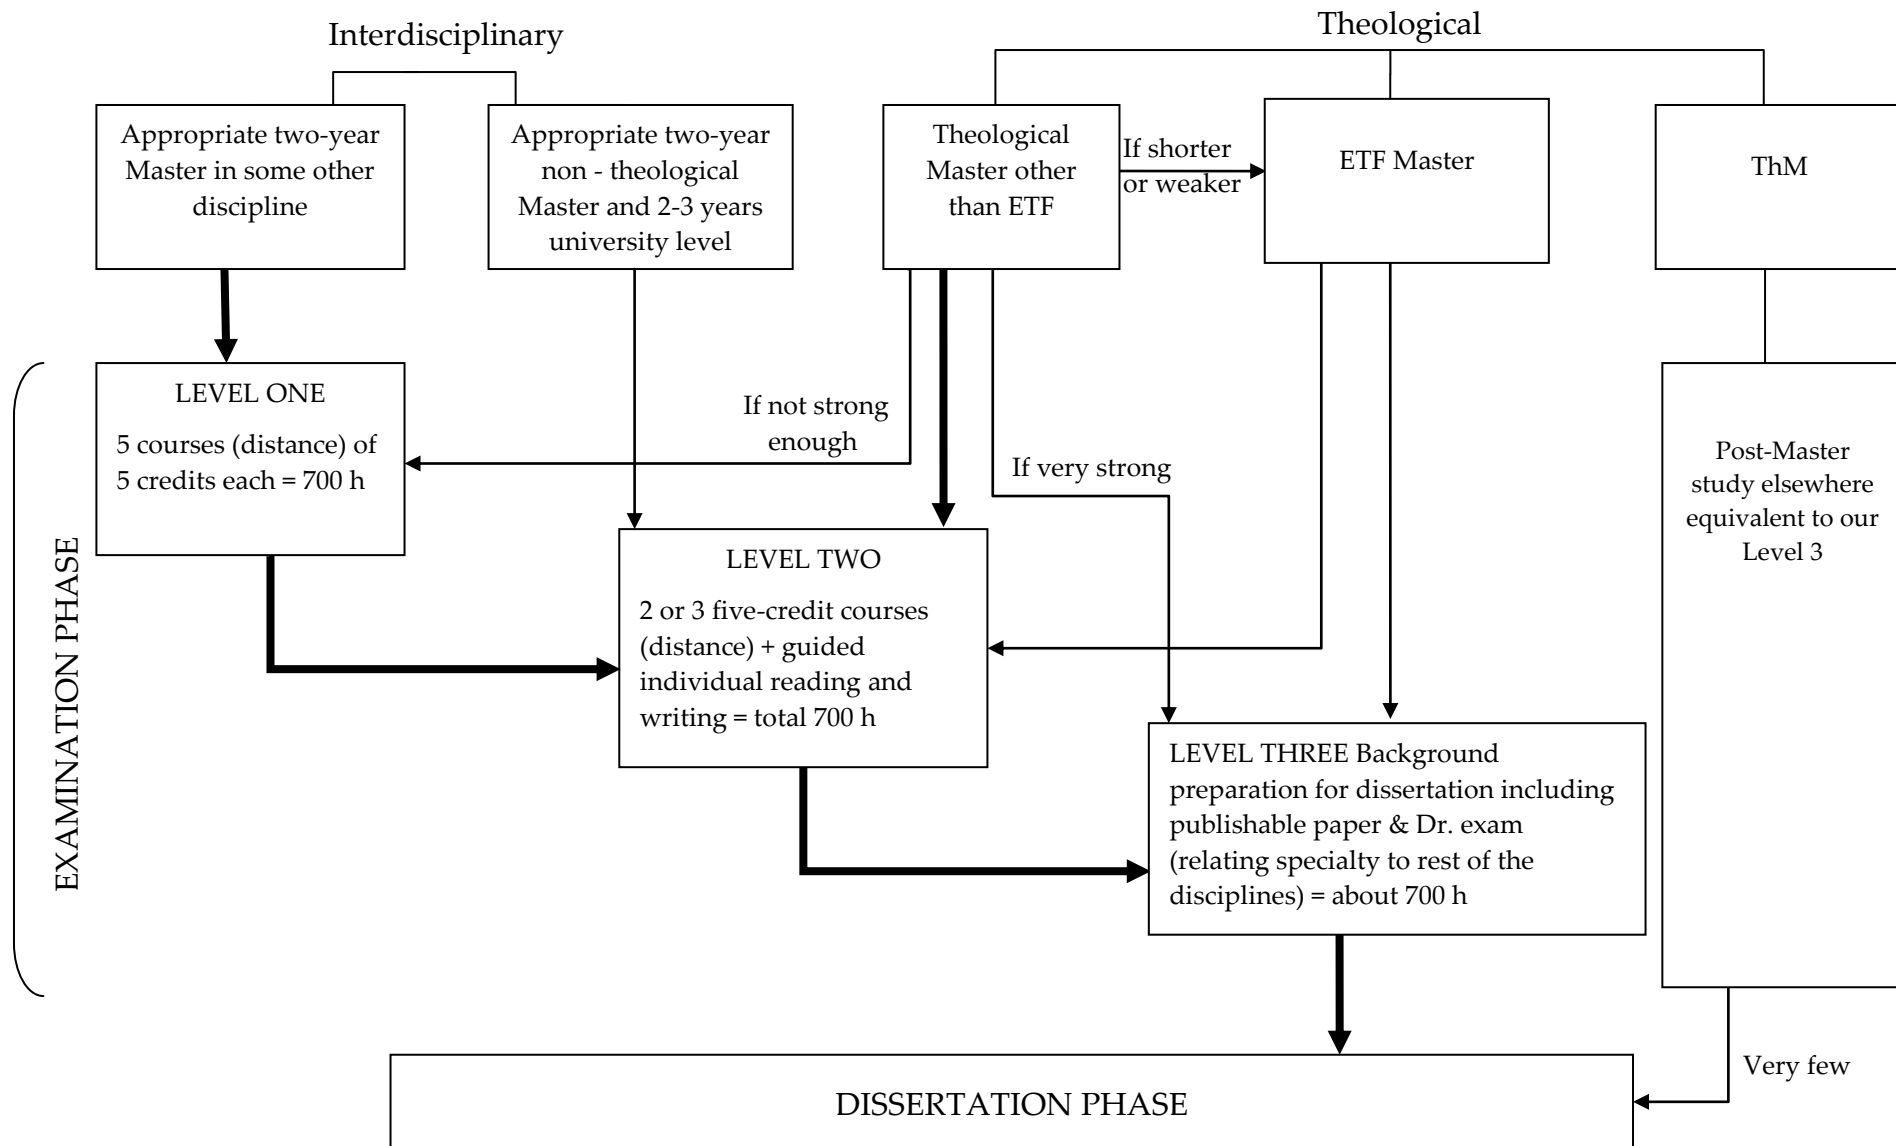 Interdisciplinary
Theological
Appropriate two-year
Master in some other
discipline
Appropriate two-year
non - theological
Master and 2-3 years
university level
Theological
Master other
than ETF
If shorter
or weaker
ETF Master
ThM
EXAMINATION PHASE
LEVEL ONE
5 courses (distance) of
5 credits each = 700 h
If not strong
enough
If very strong
Post-Master
study elsewhere
equivalent to our
Level 3
LEVEL TWO
2 or 3 five-credit courses
(distance) + guided
individual reading and
writing = total 700 h
LEVEL THREE Background
preparation for dissertation including
publishable paper & Dr. exam
(relating specialty to rest of the
disciplines) = about 700 h
Very few
DISSERTATION PHASE